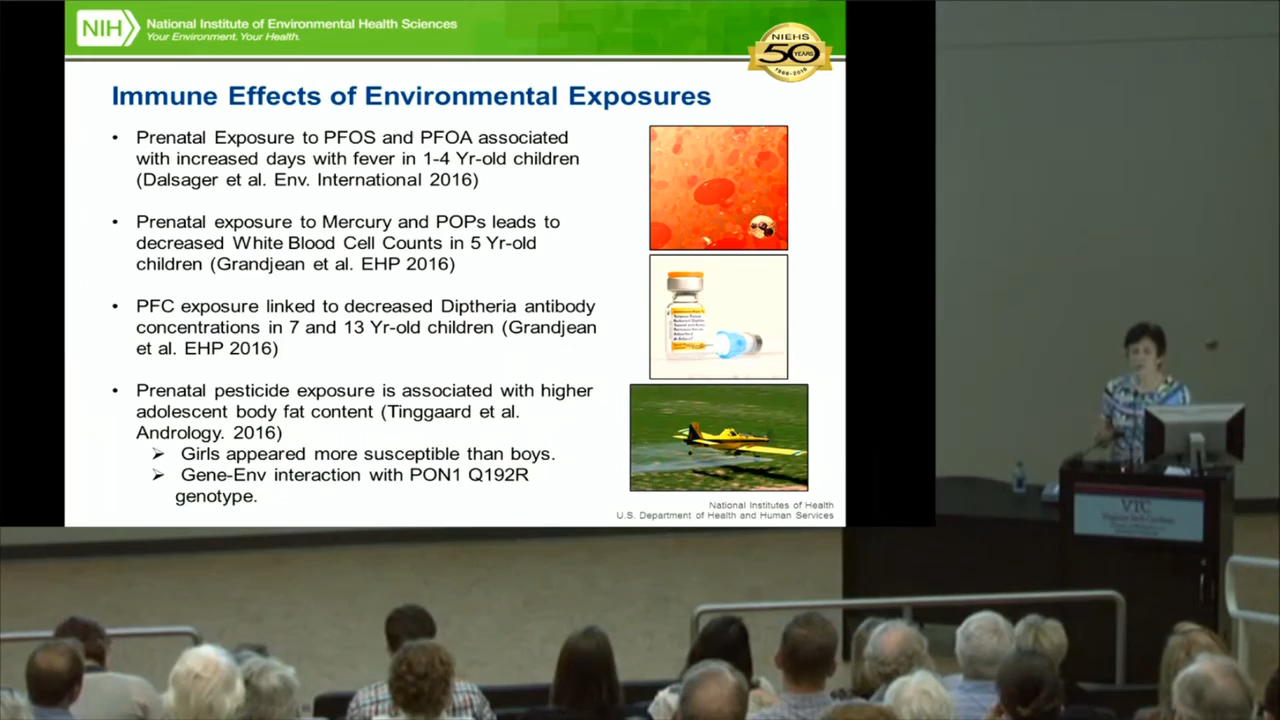 NIH
National Institute of Environmental Health Sciences
Your Environment. Your Health.
NIEHS
50
YEARS
1966-2016
Immune Effects of Environmental Exposures
• Prenatal Exposure to PFOS and PFOA associated
with increased days with fever in 1-4 Yr-old children
(Dalsager et al. Env. International 2016)
• Prenatal exposure to Mercury and POPs leads to
decreased White Blood Cell Counts in 5 Yr-old
children (Grandjean et al. EHP 2016)
• PFC exposure linked to decreased Diptheria antibody
concentrations in 7 and 13 Yr-old children (Grandjean
et al. EHP 2016)
• Prenatal pesticide exposure is associated with higher
adolescent body fat content (Tinggaard et al.
Andrology. 2016)
➢ Girls appeared more susceptible than boys.
➢ Gene-Env interaction with PON1 Q192R
genotype.
National Institutes of Health
U.S. Department of Health and Human Services
VTC